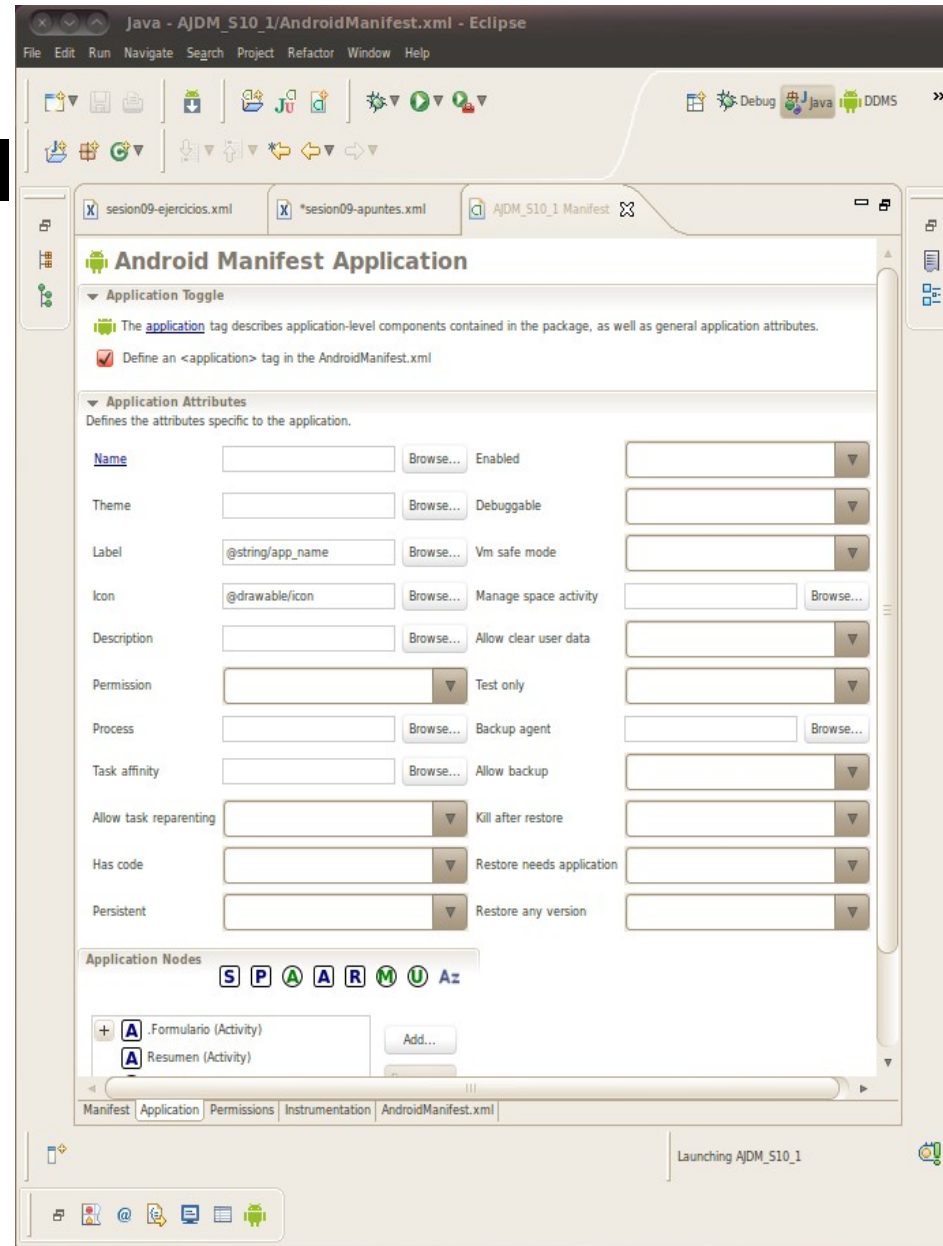 Java - AJDM_S10_1/AndroidManifest.xml - Eclipse
File Edit Run Navigate Search Project Refactor Window Help
Debug Java DDMS »
sesion09-ejercicios.xml *sesion09-apuntes.xml AJDM_S10_1 Manifest
Android Manifest Application
Application Toggle
The application tag describes application-level components contained in the package, as well as general application attributes.
Define an <application> tag in the AndroidManifest.xml
Application Attributes
Defines the attributes specific to the application.
Name Browse... Enabled
Theme Browse... Debuggable
Label @string/app_name Browse... Vm safe mode
Icon @drawable/icon Browse... Manage space activity Browse...
Description Browse... Allow clear user data
Permission Test only
Process Browse... Backup agent Browse...
Task affinity Browse... Allow backup
Allow task reparenting Kill after restore
Has code Restore needs application
Persistent Restore any version
Application Nodes
S P A A R M U Az
A .Formulario (Activity) Add...
A Resumen (Activity)
Manifest Application Permissions Instrumentation AndroidManifest.xml
Launching AJDM_S10_1